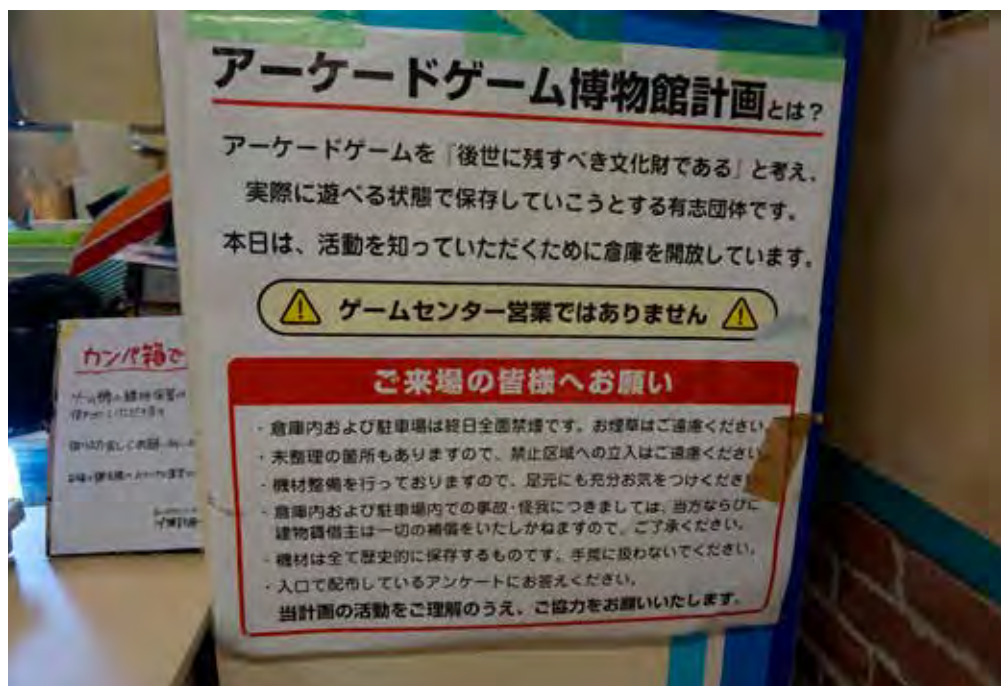 アーケードゲーム博物館計画とは?
アーケードゲームを「後世に残すべき文化財である」と考え、
実際に遊べる状態で保存していこうとする有志団体です。
本日は、活動を知っていただくために倉庫を開放しています。
ゲームセンター営業ではありません
ご来場の皆様へお願い
・倉庫内および駐車場は終日全面禁煙です。お煙草はご遠慮ください
・未整理の箇所もありますので、禁止区域への立入はご遠慮ください
・機材整備を行っておりますので、足元にも充分お気をつけくださ
・倉庫内および駐車場内での事故・怪我につきましては、当方ならびに
建物賃借主は一切の補償をいたしかねますので、ご了承ください。
・機材は全て歴史的に保存するものです。手荒に扱わないでください。
・入口で配布しているアンケートにお答えください。
当計画の活動をご理解のうえ、ご協力をお願いいたします。
カンパ箱で